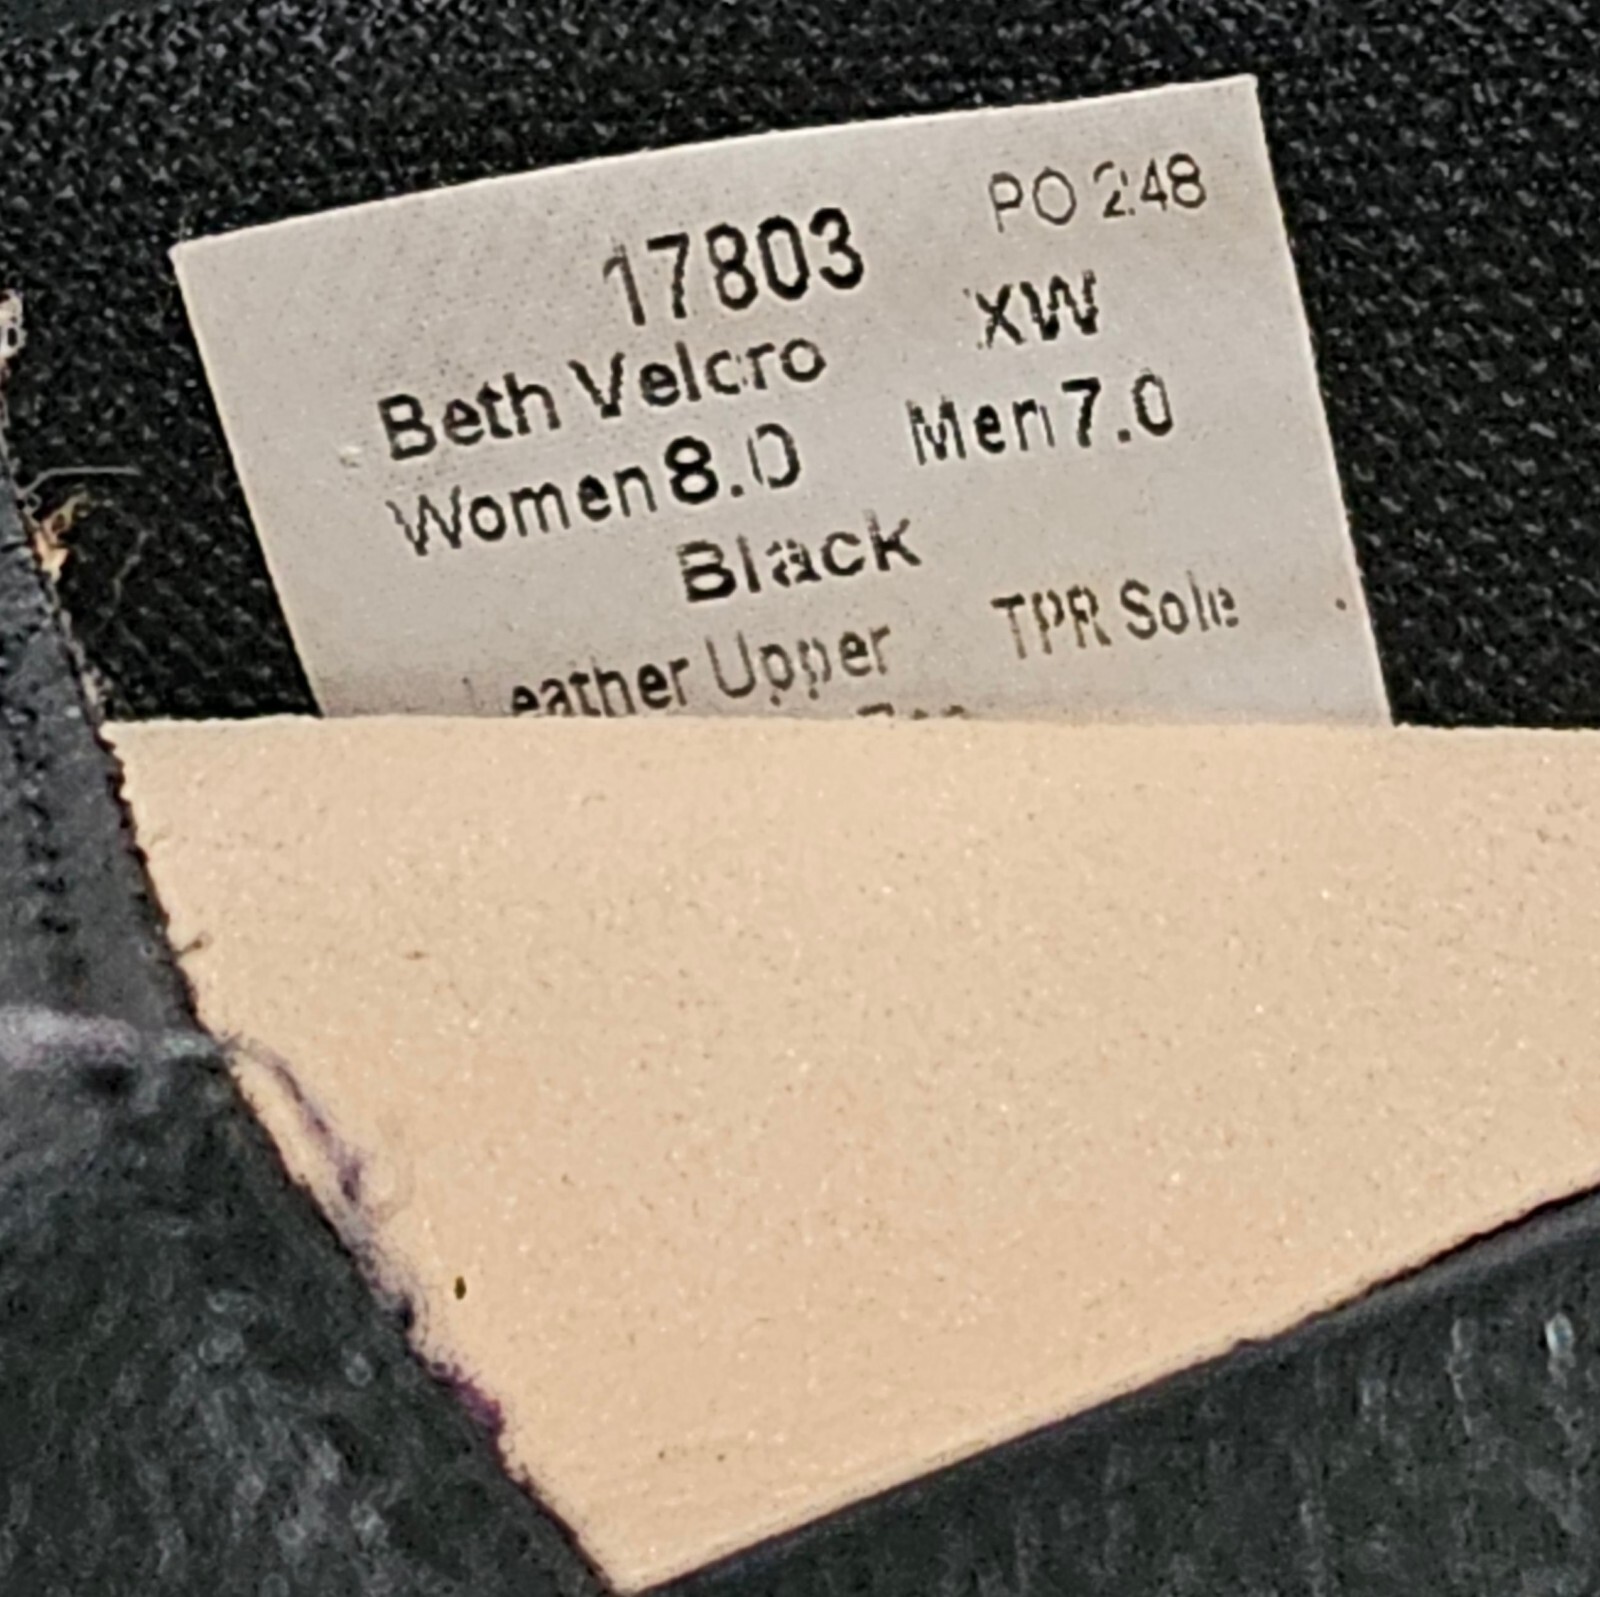 PO 248
17803
Beth Velcro XW
Women 8.0 Men 7.0
Black
Leather Upper TPR Sole